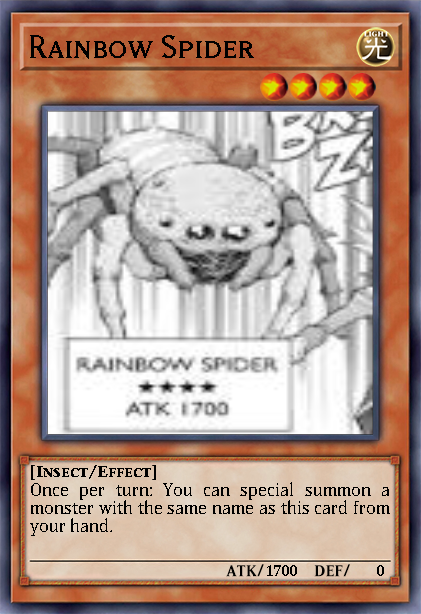 RAINBOW SPIDER
LIGHT
光
RAINBOW SPIDER
★★★★
ATK 1700
[INSECT/EFFECT]
Once per turn: You can special summon a
monster with the same name as this card from
your hand.
ATK/1700 DEF/ 0